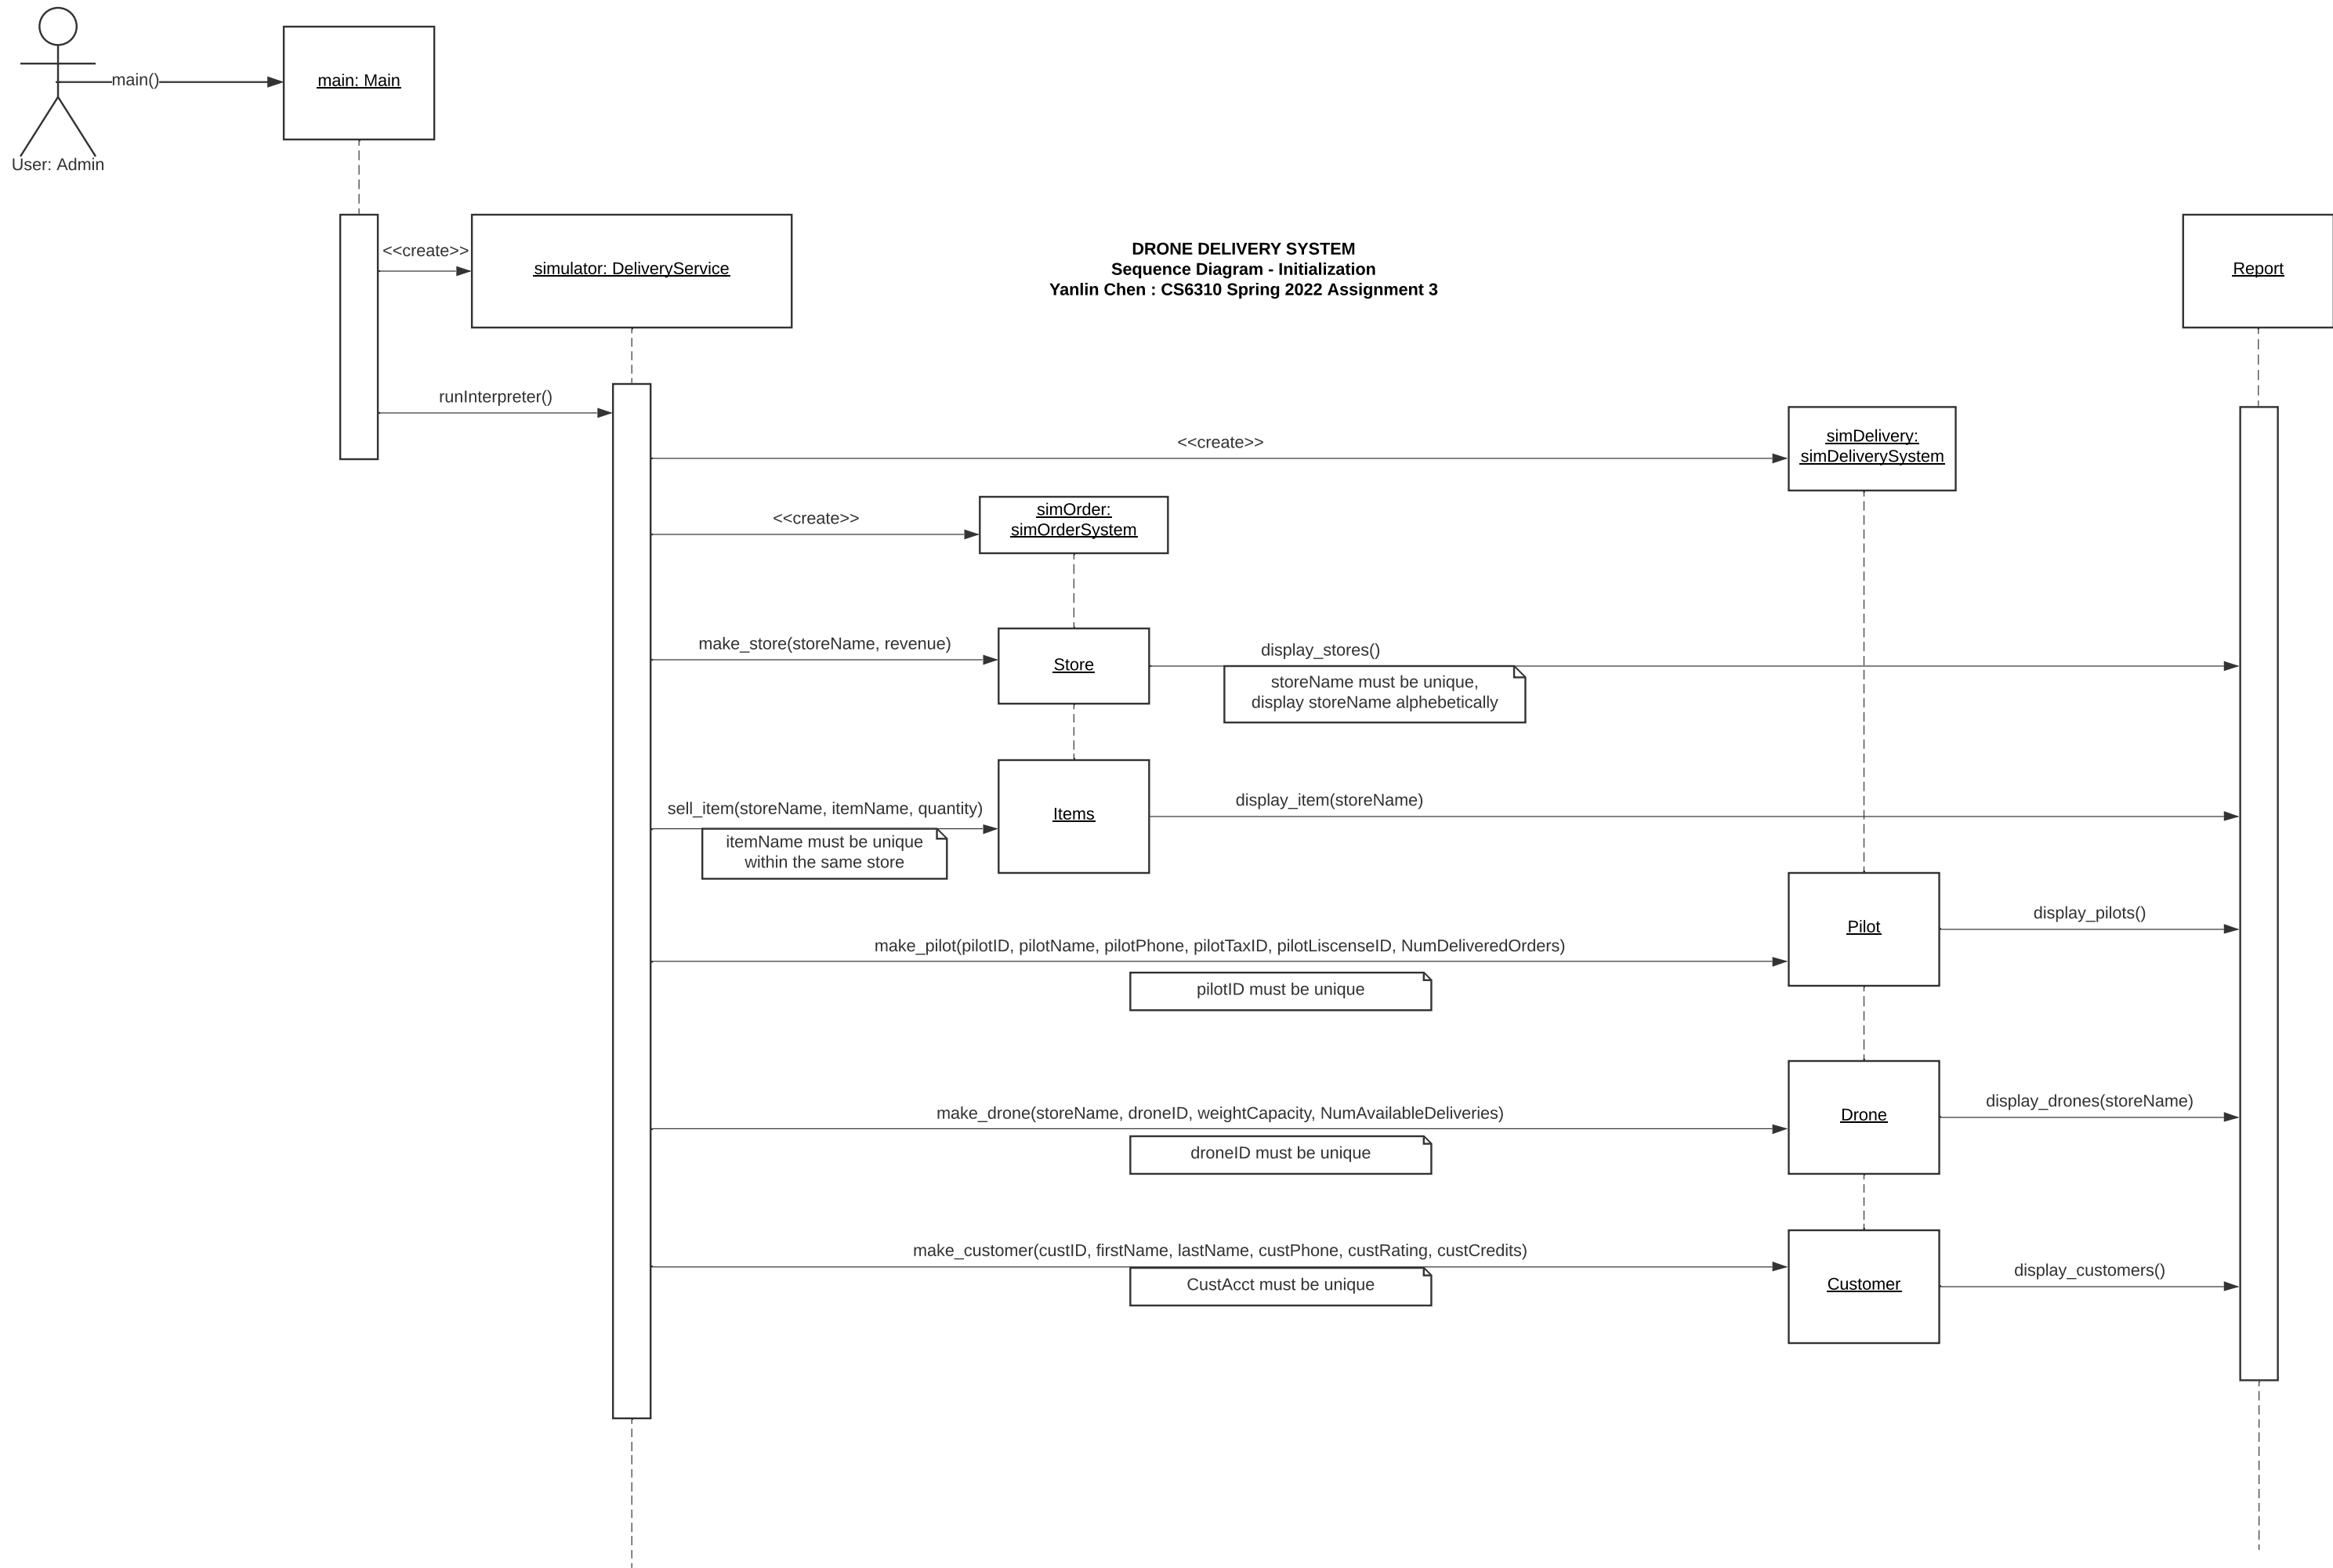 main()
main: Main
User: Admin
<<create>>
simulator: DeliveryService
DRONE DELIVERY SYSTEM
Sequence Diagram - Initialization
Yanlin Chen : CS6310 Spring 2022 Assignment 3
Report
runInterpreter()
<<create>>
simDelivery:
simDeliverySystem
<<create>>
simOrder:
simOrderSystem
make_store(storeName, revenue)
Store
display_stores()
storeName must be unique,
display storeName alphebetically
sell_item(storeName, itemName, quantity)
itemName must be unique
within the same store
Items
display_item(storeName)
Pilot
display_pilots()
make_pilot(pilotID, pilotName, pilotPhone, pilotTaxID, pilotLiscenseID, NumDeliveredOrders)
pilotID must be unique
make_drone(storeName, droneID, weightCapacity, NumAvailableDeliveries)
droneID must be unique
Drone
display_drones(storeName)
make_customer(custID, firstName, lastName, custPhone, custRating, custCredits)
CustAcct must be unique
Customer
display_customers()